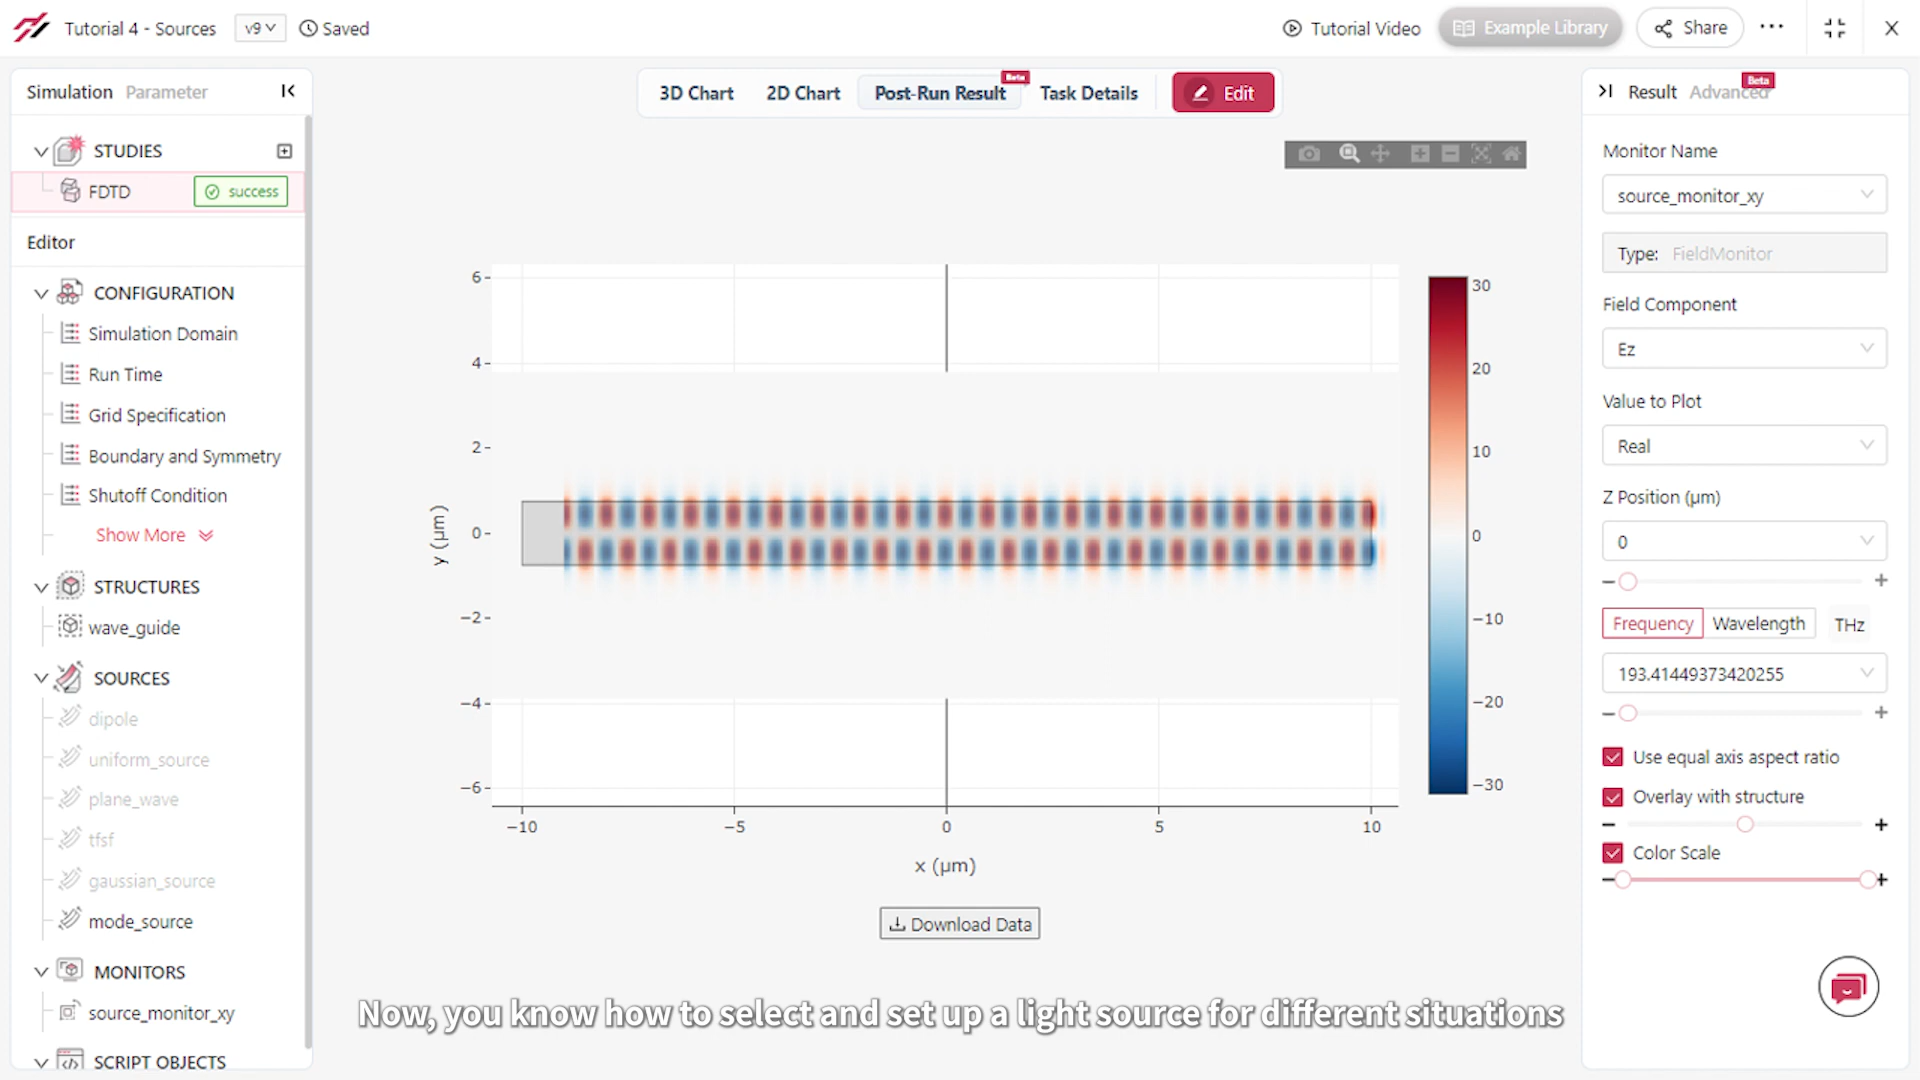 Tutorial 4 - Sources
v9
Saved
Tutorial Video
Example Library
Share
Simulation Parameter
STUDIES
FDTD
success
Editor
CONFIGURATION
Simulation Domain
Run Time
Grid Specification
Boundary and Symmetry
Shutoff Condition
Show More
STRUCTURES
wave_guide
SOURCES
dipole
uniform_source
plane_wave
tfsf
gaussian_source
mode_source
MONITORS
source_monitor_xy
SCRIPT OBJECTS
3D Chart
2D Chart
Post-Run Result
Beta
Task Details
Edit
6
4
2
0
−2
−4
−6
y (μm)
−10
−5
0
5
10
x (μm)
30
20
10
0
−10
−20
−30
Download Data
Result Advanced
Beta
Monitor Name
source_monitor_xy
Type: FieldMonitor
Field Component
Ez
Value to Plot
Real
Z Position (μm)
0
Frequency Wavelength THz
193.41449373420255
Use equal axis aspect ratio
Overlay with structure
Color Scale
Now, you know how to select and set up a light source for different situations